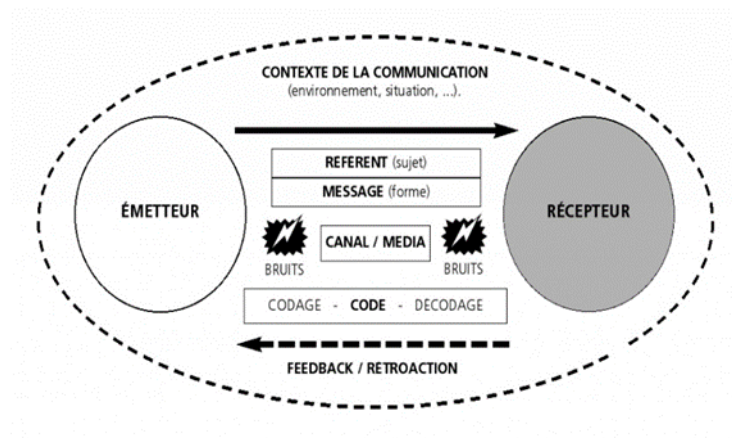 CONTEXTE DE LA COMMUNICATION
(environnement, situation, ...).
REFERENT (sujet)
MESSAGE (forme)
ÉMETTEUR
RÉCEPTEUR
CANAL / MEDIA
BRUITS
BRUITS
CODAGE - CODE - DECODAGE
FEEDBACK / RETROACTION